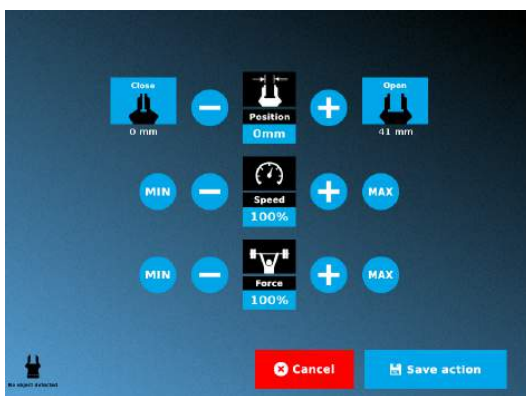 Close
Open
Position
0mm
0 mm
41 mm
MIN
Speed
100%
MAX
MIN
Force
100%
MAX
No object detected
Cancel
Save action